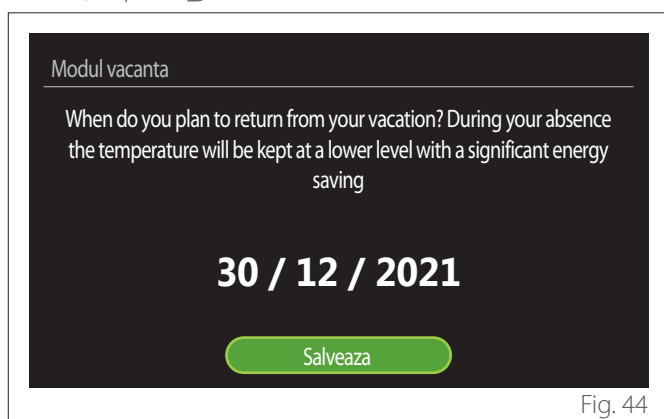 Modul vacanta
When do you plan to return from your vacation? During your absence
the temperature will be kept at a lower level with a significant energy
saving
30 / 12 / 2021
Salveaza
Fig. 44